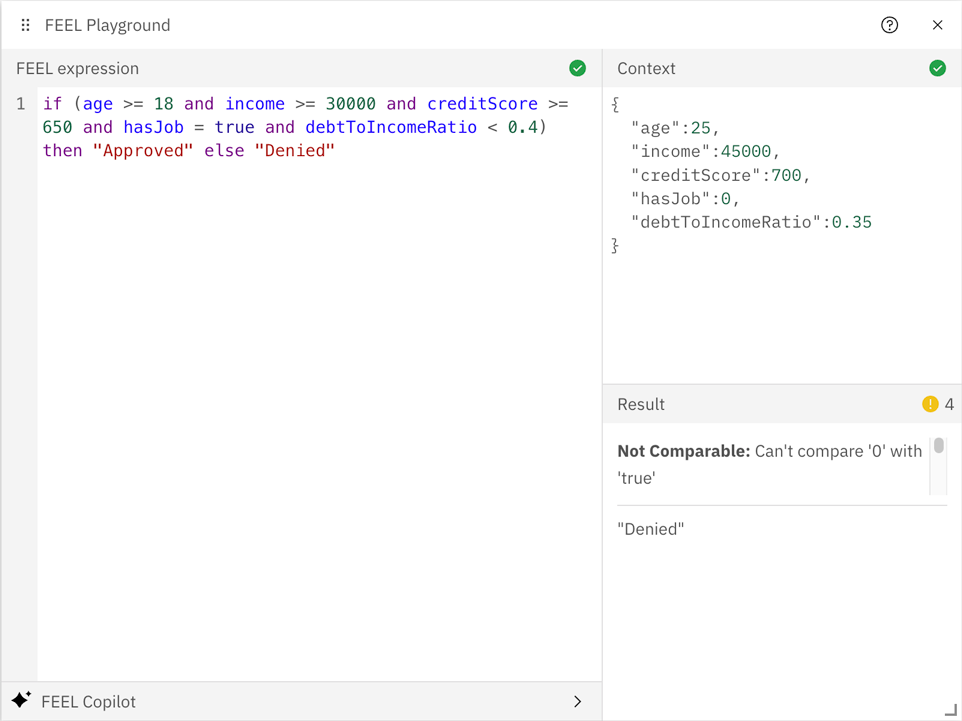 FEEL Playground
FEEL expression
1 if (age >= 18 and income >= 30000 and creditScore >=
650 and hasJob = true and debtToIncomeRatio < 0.4)
then "Approved" else "Denied"
FEEL Copilot
Context
{
"age":25,
"income":45000,
"creditScore":700,
"hasJob":0,
"debtToIncomeRatio":0.35
}
Result
4
Not Comparable: Can't compare '0' with
'true'
"Denied"